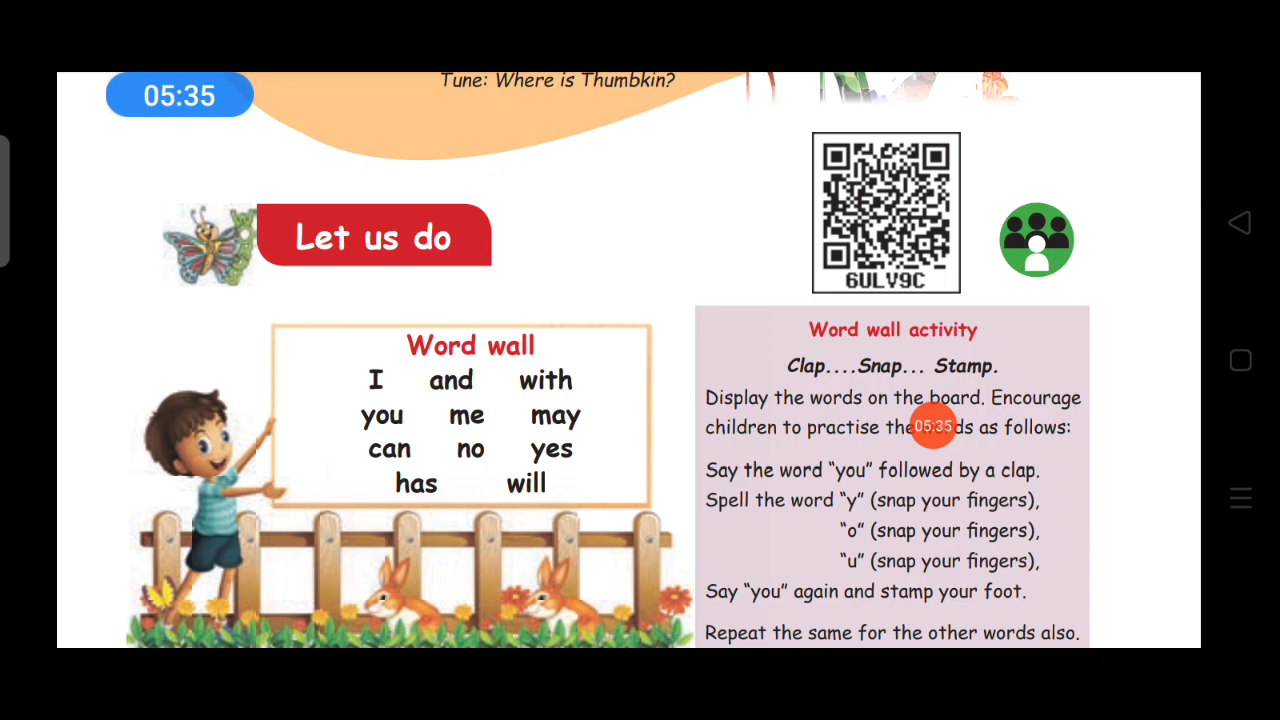 Tune: Where is Thumbkin?
05:35
6ULV9C
Let us do
Word wall
I and with
you me may
can no yes
has will
Word wall activity
Clap....Snap... Stamp.
Display the words on the board. Encourage
children to practise the 05:35 as follows:
Say the word “you” followed by a clap.
Spell the word “y” (snap your fingers),
“o” (snap your fingers),
“u” (snap your fingers),
Say “you” again and stamp your foot.
Repeat the same for the other words also.